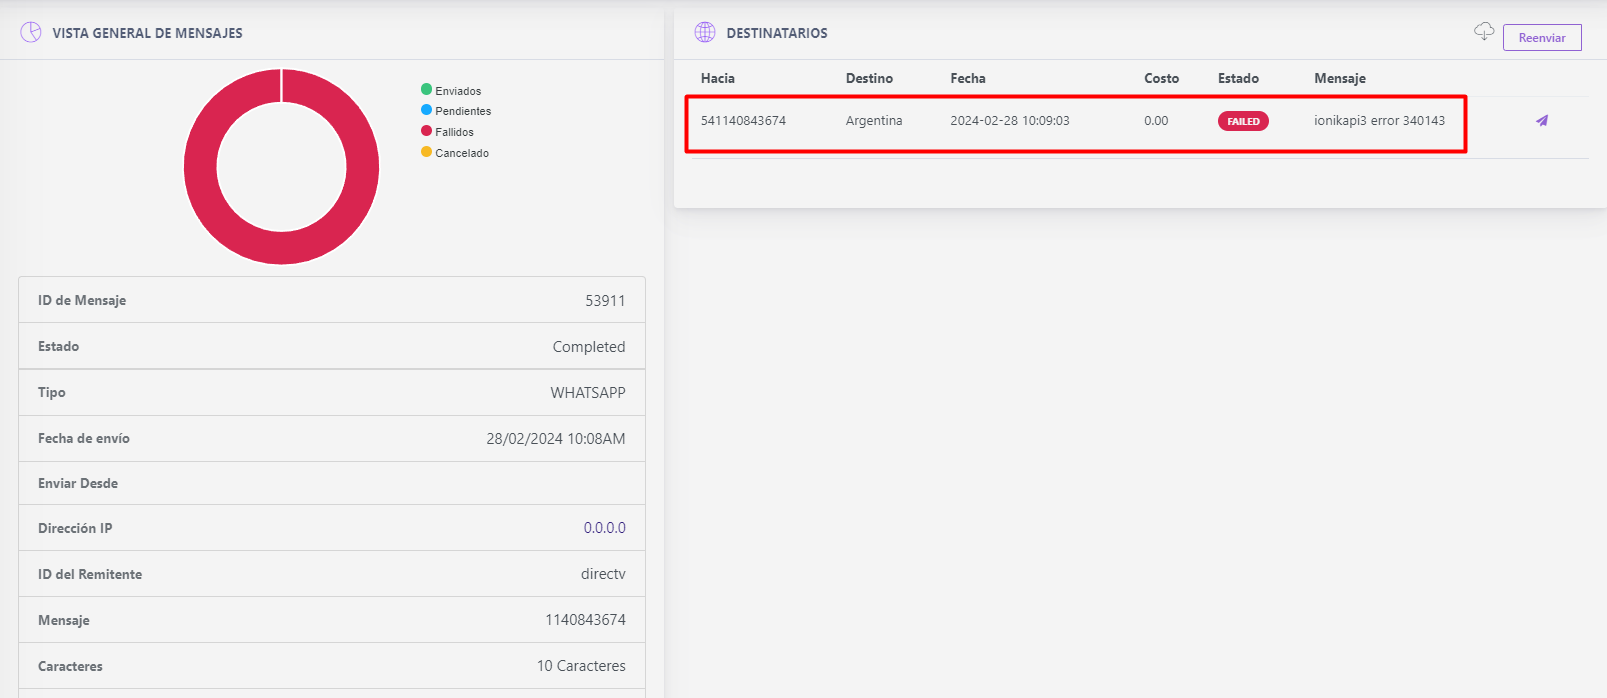 VISTA GENERAL DE MENSAJES
Enviados
Pendientes
Fallidos
Cancelado
ID de Mensaje 53911
Estado Completed
Tipo WHATSAPP
Fecha de envío 28/02/2024 10:08AM
Enviar Desde
Dirección IP 0.0.0.0
ID del Remitente directv
Mensaje 1140843674
Caracteres 10 Caracteres
DESTINATARIOS
Reenviar
Hacia Destino Fecha Costo Estado Mensaje
541140843674 Argentina 2024-02-28 10:09:03 0.00 FAILED ionikapi3 error 340143